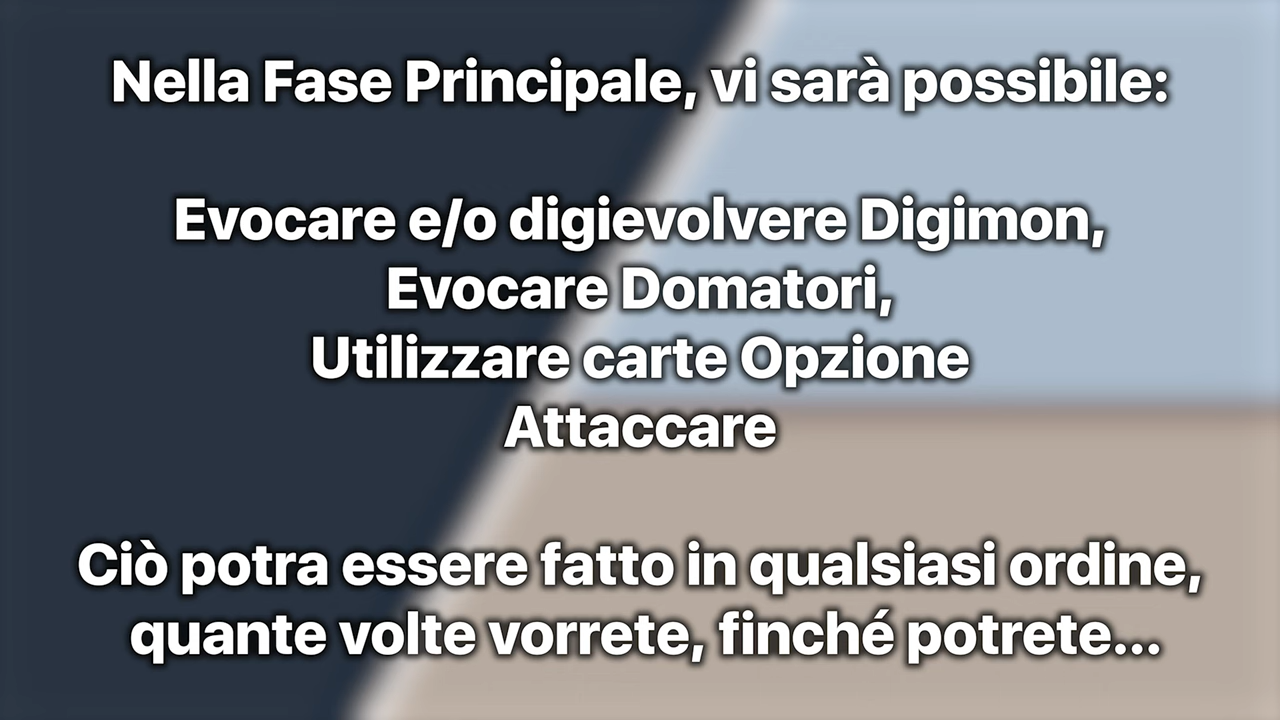 Nella Fase Principale, vi sarà possibile:
Evocare e/o digievolvere Digimon,
Evocare Domatori,
Utilizzare carte Opzione
Attaccare
Ciò potra essere fatto in qualsiasi ordine,
quante volte vorrete, finché potrete...